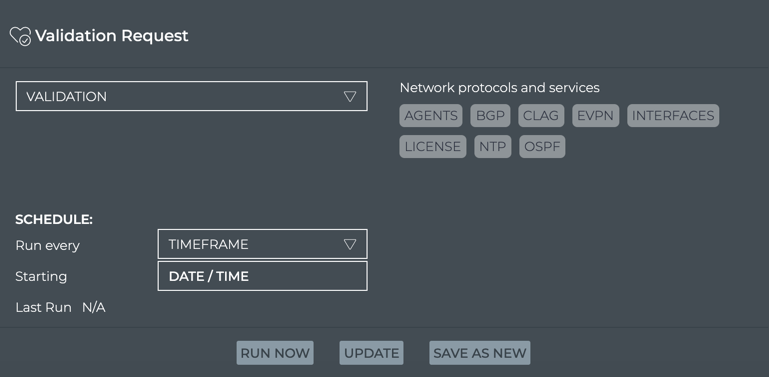 Validation Request
VALIDATION
Network protocols and services
AGENTS BGP CLAG EVPN INTERFACES
LICENSE NTP OSPF
SCHEDULE:
Run every TIMEFRAME
Starting DATE / TIME
Last Run N/A
RUN NOW UPDATE SAVE AS NEW